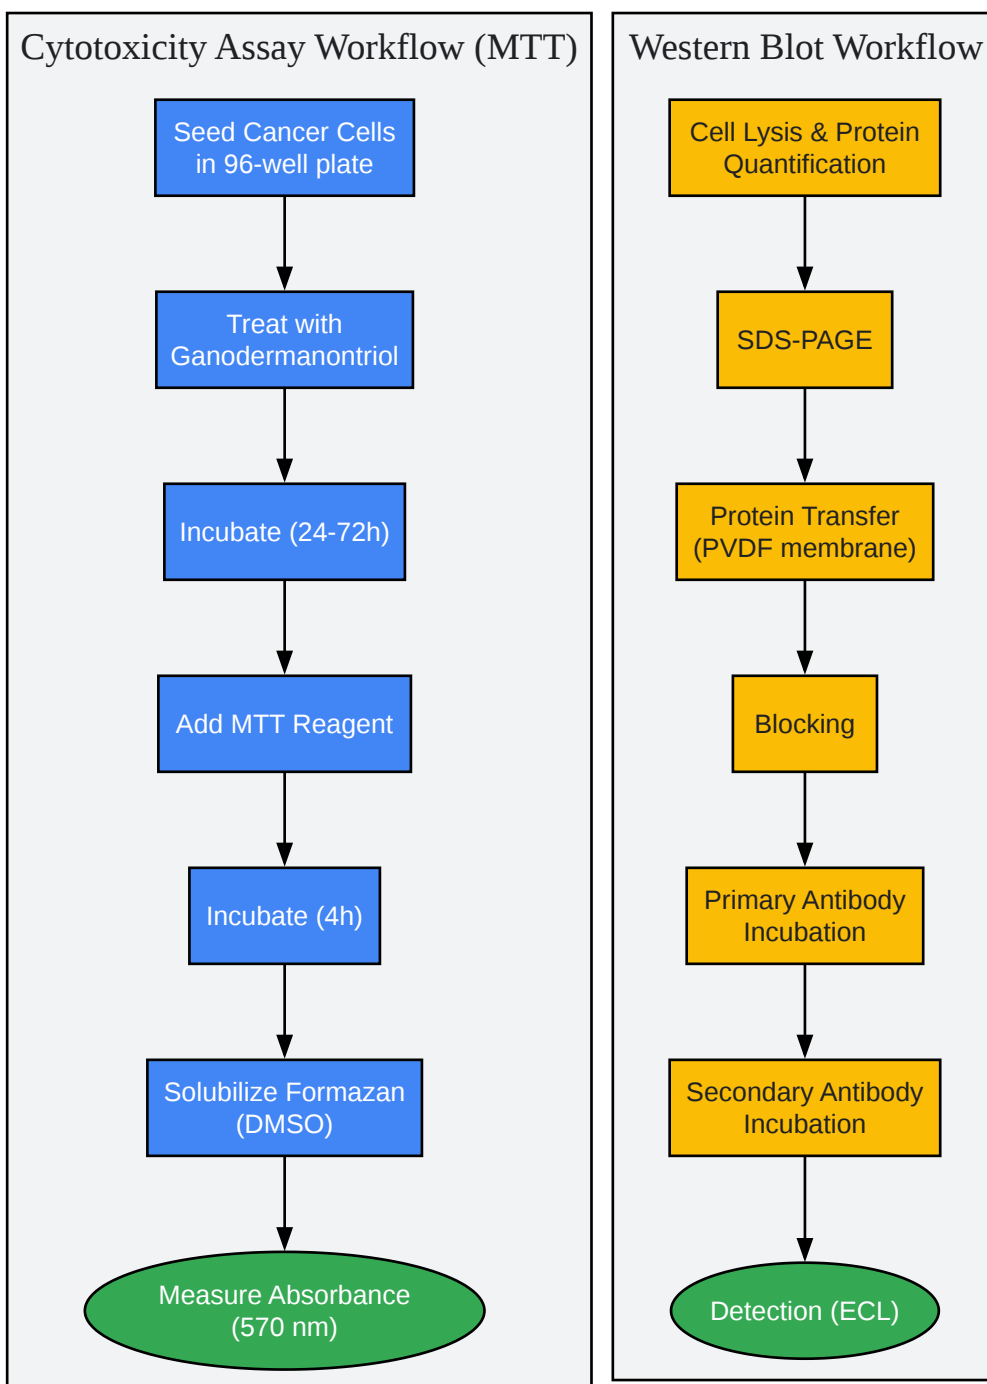 Cytotoxicity Assay Workflow (MTT)
Seed Cancer Cells
in 96-well plate
Treat with
Ganodermanontriol
Incubate (24-72h)
Add MTT Reagent
Incubate (4h)
Solubilize Formazan
(DMSO)
Measure Absorbance
(570 nm)
Western Blot Workflow
Cell Lysis & Protein
Quantification
SDS-PAGE
Protein Transfer
(PVDF membrane)
Blocking
Primary Antibody
Incubation
Secondary Antibody
Incubation
Detection (ECL)